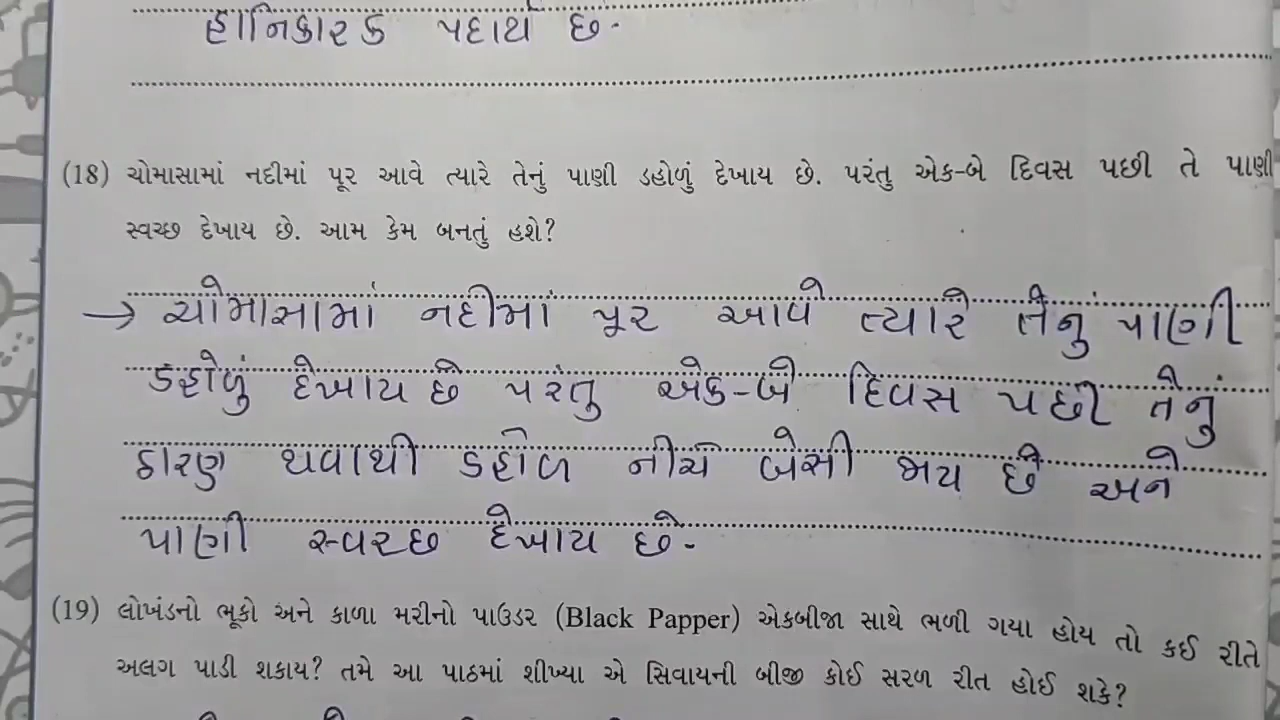 હાનિકારક પદાર્થ છે.
(18) ચોમાસામાં નદીમાં પૂર આવે ત્યારે તેનું પાણી ડહોળું દેખાય છે. પરંતુ એક-બે દિવસ પછી તે પાણી
સ્વચ્છ દેખાય છે. આમ કેમ બનતું હશે?
→ ચોમાસામાં નદીમાં પૂર આવે ત્યારે તેનું પાણી
ડહોળું દેખાય છે પરંતુ એક-બે દિવસ પછી તેનું
ઠારણ થવાથી ડહોળ નીચે બેસી જાય છે અને
પાણી સ્વચ્છ દેખાય છે.
(19) લોખંડનો ભૂકો અને કાળા મરીનો પાઉડર (Black Papper) એકબીજા સાથે ભળી ગયા હોય તો કઈ રીતે
અલગ પાડી શકાય? તમે આ પાઠમાં શીખ્યા એ સિવાયની બીજી કોઈ સરળ રીત હોઈ શકે?